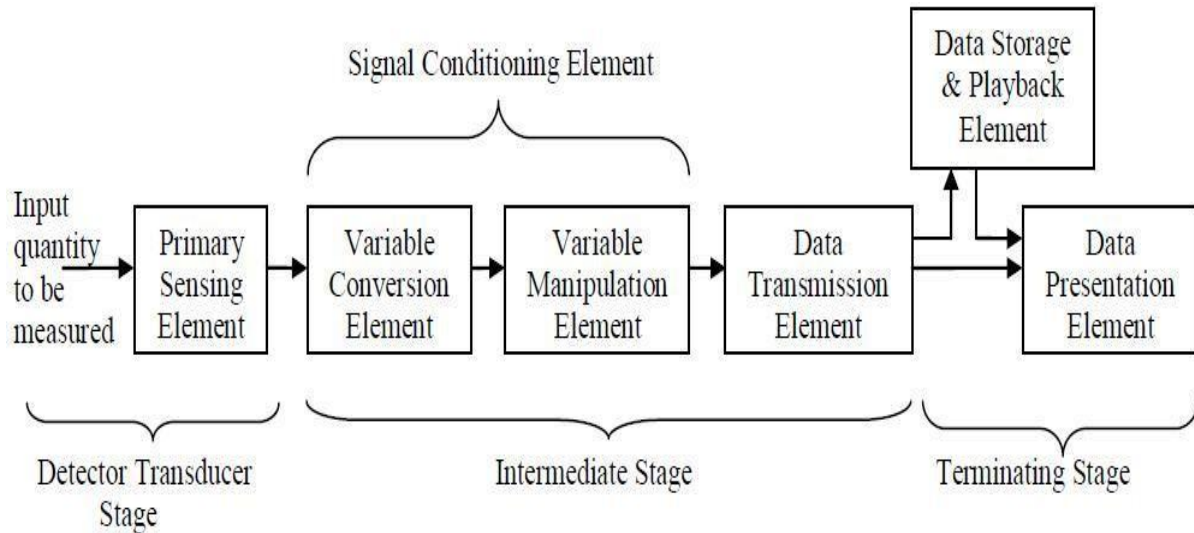 Signal Conditioning Element
Data Storage
& Playback
Element
Input
quantity
to be
measured
Primary
Sensing
Element
Variable
Conversion
Element
Variable
Manipulation
Element
Data
Transmission
Element
Data
Presentation
Element
Detector Transducer
Stage
Intermediate Stage
Terminating Stage